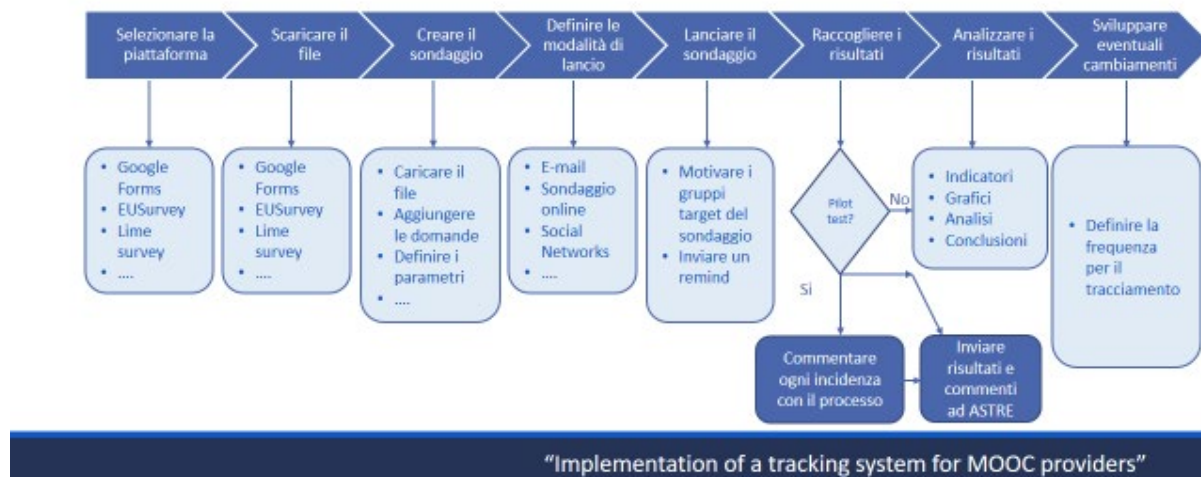 Selezionare la
piattaforma
Scaricare il
file
Creare il
sondaggio
Definire le
modalità di
lancio
Lanciare il
sondaggio
Raccogliere i
risultati
Analizzare i
risultati
Sviluppare
eventuali
cambiamenti
• Google
Forms
• EUSurvey
• Lime
survey
• ....
• Google
Forms
• EUSurvey
• Lime
survey
• ....
• Caricare il
file
• Aggiungere
le domande
• Definire i
parametri
• ....
• E-mail
• Sondaggio
online
• Social
Networks
• ....
• Motivare i
gruppi
target del
sondaggio
• Inviare un
remind
Pilot
test?
No
Si
• Indicatori
• Grafici
• Analisi
• Conclusioni
• Definire la
frequenza
per il
tracciamento
Commentare
ogni incidenza
con il processo
Inviare
risultati e
commenti
ad ASTRE
“Implementation of a tracking system for MOOC providers”